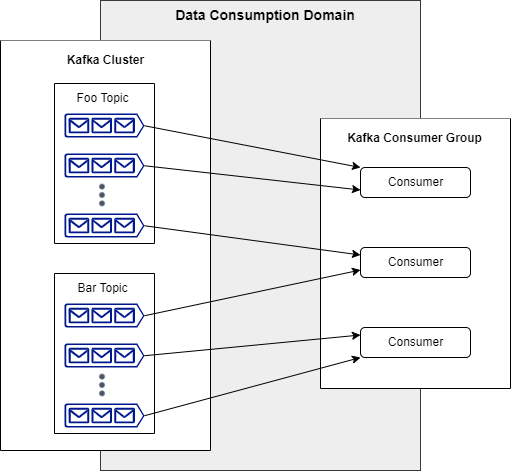 Data Consumption Domain
Kafka Cluster
Foo Topic
Bar Topic
Kafka Consumer Group
Consumer
Consumer
Consumer